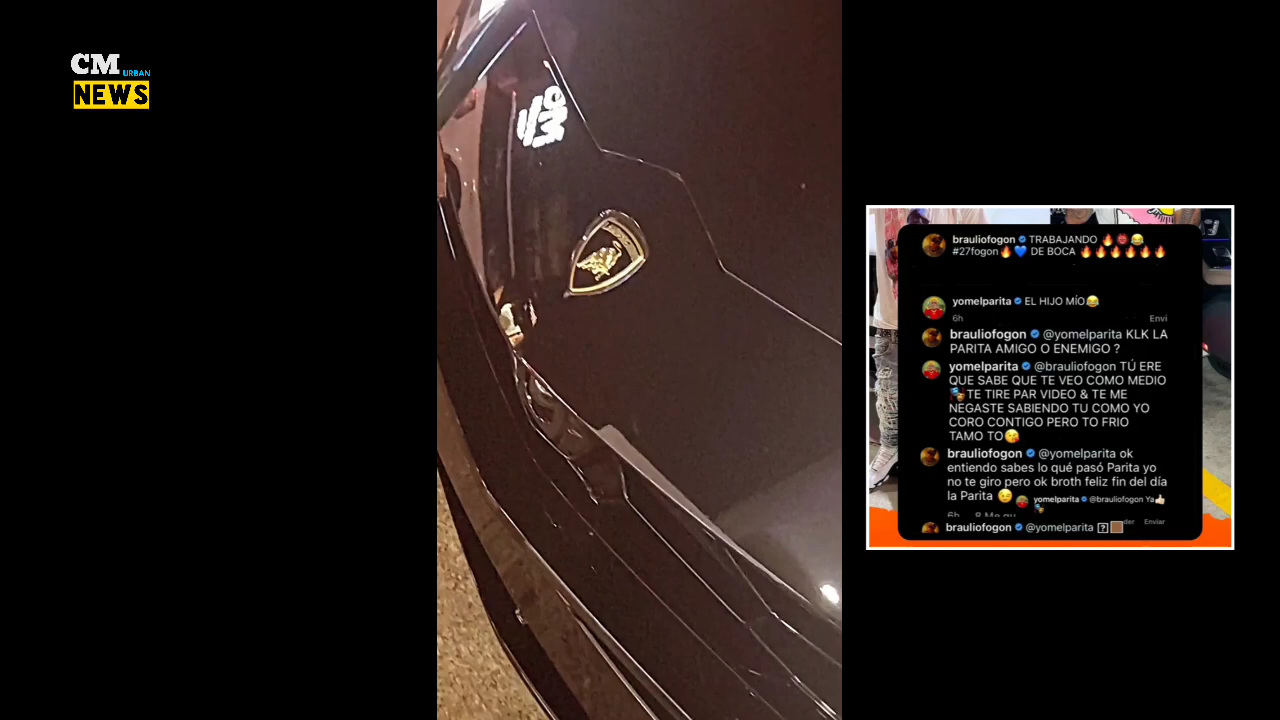 CM
URBAN
NEWS
brauliofogon TRABAJANDO 🔥👹😂
#27fogon🔥💙 DE BOCA 🔥🔥🔥🔥🔥🔥
yomelparita EL HIJO MÍO😂
6h
Envi
brauliofogon @yomelparita KLK LA
PARITA AMIGO O ENEMIGO ?
yomelparita @brauliofogon TÚ ERE
QUE SABE QUE TE VEO COMO MEDIO
🎭TE TIRE PAR VIDEO & TE ME
NEGASTE SABIENDO TU COMO YO
CORO CONTIGO PERO TO FRIO
TAMO TO😘
brauliofogon @yomelparita ok
entiendo sabes lo qué pasó Parita yo
no te giro pero ok broth feliz fin del día
la Parita 😉
yomelparita @brauliofogon Ya👍🏻
🎭
6h
der Enviar
brauliofogon @yomelparita